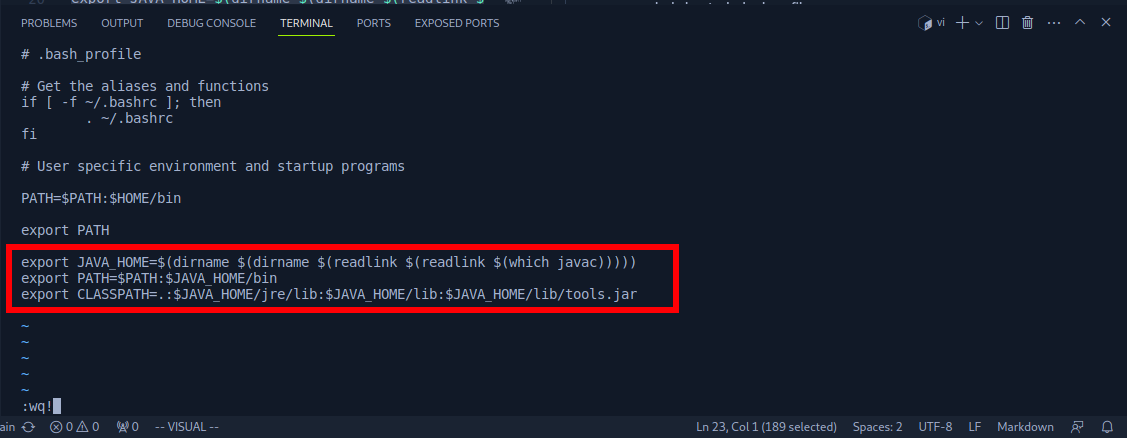 PROBLEMS OUTPUT DEBUG CONSOLE TERMINAL PORTS EXPOSED PORTS vi
# .bash_profile
# Get the aliases and functions
if [ -f ~/.bashrc ]; then
        . ~/.bashrc
fi
# User specific environment and startup programs
PATH=$PATH:$HOME/bin
export PATH
export JAVA_HOME=$(dirname $(dirname $(readlink $(readlink $(which javac)))))
export PATH=$PATH:$JAVA_HOME/bin
export CLASSPATH=.:$JAVA_HOME/jre/lib:$JAVA_HOME/lib:$JAVA_HOME/lib/tools.jar
~
~
~
~
~
:wq!
ain 0 0 0 -- VISUAL -- Ln 23, Col 1 (189 selected) Spaces: 2 UTF-8 LF Markdown